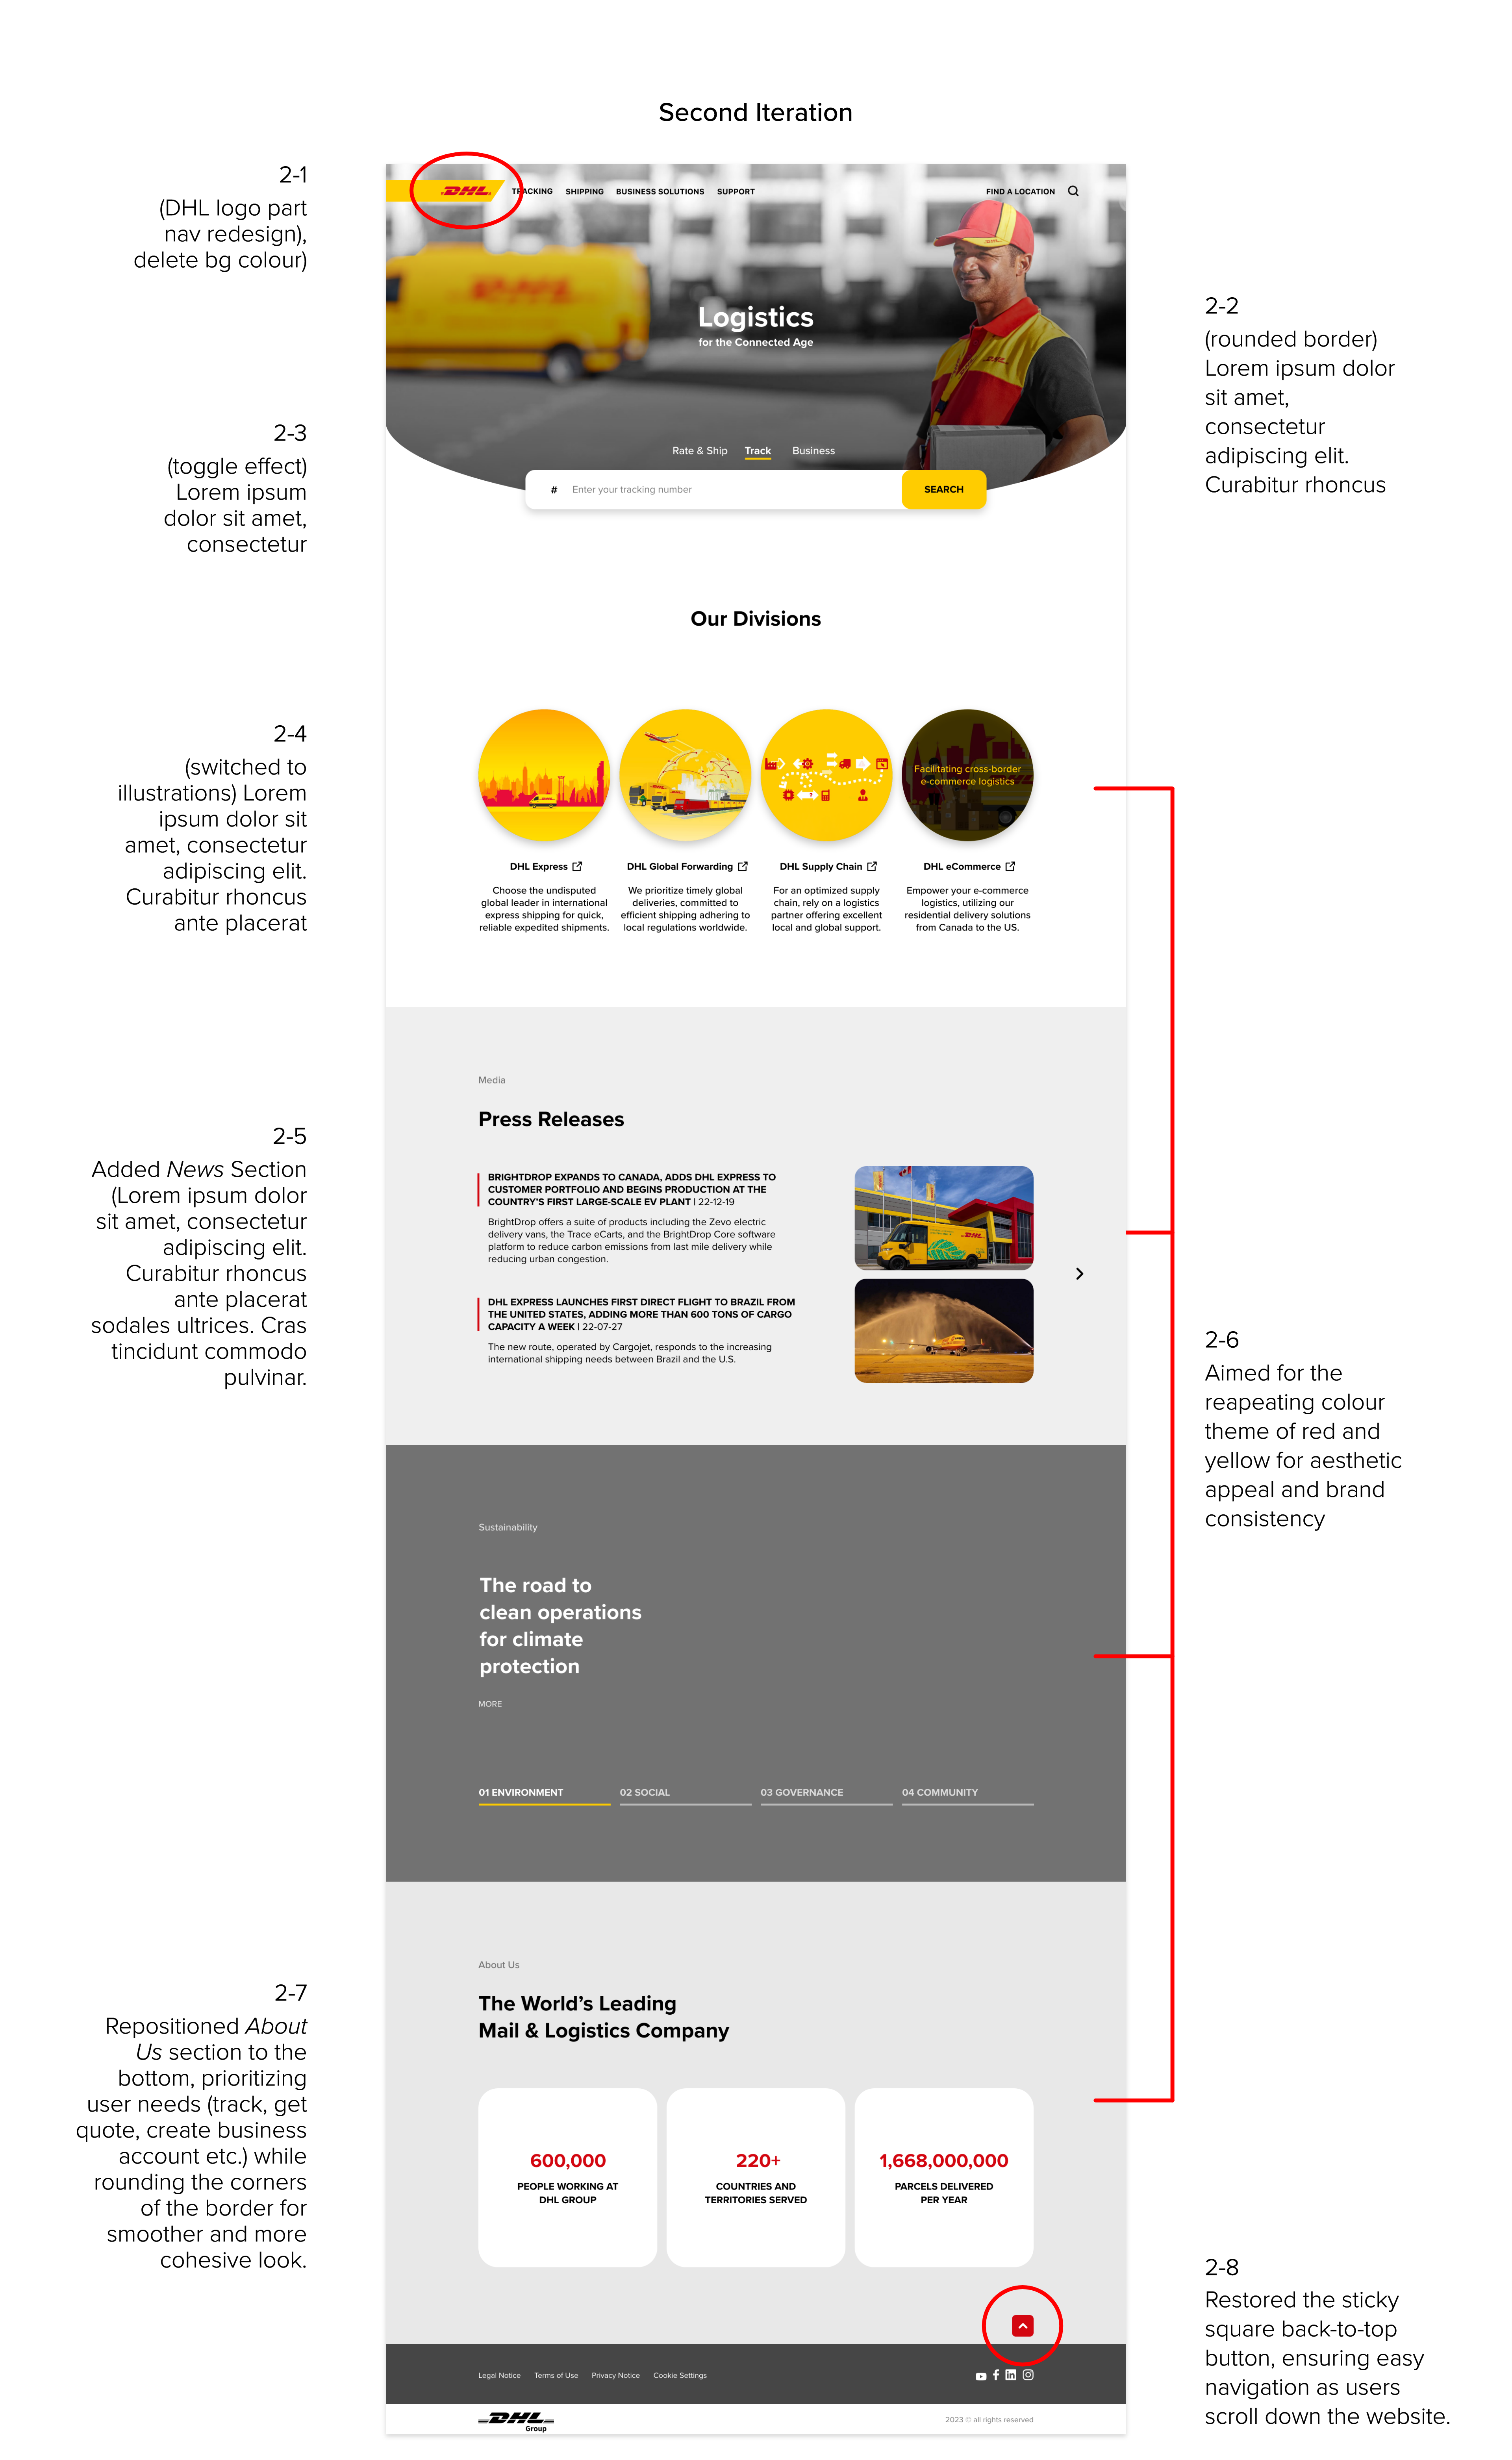 Second Iteration
2-1
(DHL logo part
nav redesign),
delete bg colour)
DHL
TRACKING
SHIPPING
BUSINESS SOLUTIONS
SUPPORT
FIND A LOCATION
2-2
(rounded border)
Lorem ipsum dolor
sit amet,
consectetur
adipiscing elit.
Curabitur rhoncus
Logistics
for the Connected Age
2-3
(toggle effect)
Lorem ipsum
dolor sit amet,
consectetur
Rate & Ship
Track
Business
# Enter your tracking number
SEARCH
Our Divisions
2-4
(switched to
illustrations) Lorem
ipsum dolor sit
amet, consectetur
adipiscing elit.
Curabitur rhoncus
ante placerat
Facilitating cross-border
e-commerce logistics
DHL Express
Choose the undisputed
global leader in international
express shipping for quick,
reliable expedited shipments.
DHL Global Forwarding
We prioritize timely global
deliveries, committed to
efficient shipping adhering to
local regulations worldwide.
DHL Supply Chain
For an optimized supply
chain, rely on a logistics
partner offering excellent
local and global support.
DHL eCommerce
Empower your e-commerce
logistics, utilizing our
residential delivery solutions
from Canada to the US.
Media
Press Releases
2-5
Added News Section
(Lorem ipsum dolor
sit amet, consectetur
adipiscing elit.
Curabitur rhoncus
ante placerat
sodales ultrices. Cras
tincidunt commodo
pulvinar.
BRIGHTDROP EXPANDS TO CANADA, ADDS DHL EXPRESS TO
CUSTOMER PORTFOLIO AND BEGINS PRODUCTION AT THE
COUNTRY'S FIRST LARGE-SCALE EV PLANT | 22-12-19
BrightDrop offers a suite of products including the Zevo electric
delivery vans, the Trace eCarts, and the BrightDrop Core software
platform to reduce carbon emissions from last mile delivery while
reducing urban congestion.
DHL EXPRESS LAUNCHES FIRST DIRECT FLIGHT TO BRAZIL FROM
THE UNITED STATES, ADDING MORE THAN 600 TONS OF CARGO
CAPACITY A WEEK | 22-07-27
The new route, operated by Cargojet, responds to the increasing
international shipping needs between Brazil and the U.S.
2-6
Aimed for the
reapeating colour
theme of red and
yellow for aesthetic
appeal and brand
consistency
Sustainability
The road to
clean operations
for climate
protection
MORE
01 ENVIRONMENT
02 SOCIAL
03 GOVERNANCE
04 COMMUNITY
About Us
The World's Leading
Mail & Logistics Company
2-7
Repositioned About
Us section to the
bottom, prioritizing
user needs (track, get
quote, create business
account etc.) while
rounding the corners
of the border for
smoother and more
cohesive look.
600,000
PEOPLE WORKING AT
DHL GROUP
220+
COUNTRIES AND
TERRITORIES SERVED
1,668,000,000
PARCELS DELIVERED
PER YEAR
2-8
Restored the sticky
square back-to-top
button, ensuring easy
navigation as users
scroll down the website.
Legal Notice
Terms of Use
Privacy Notice
Cookie Settings
DHL
Group
2023 © all rights reserved